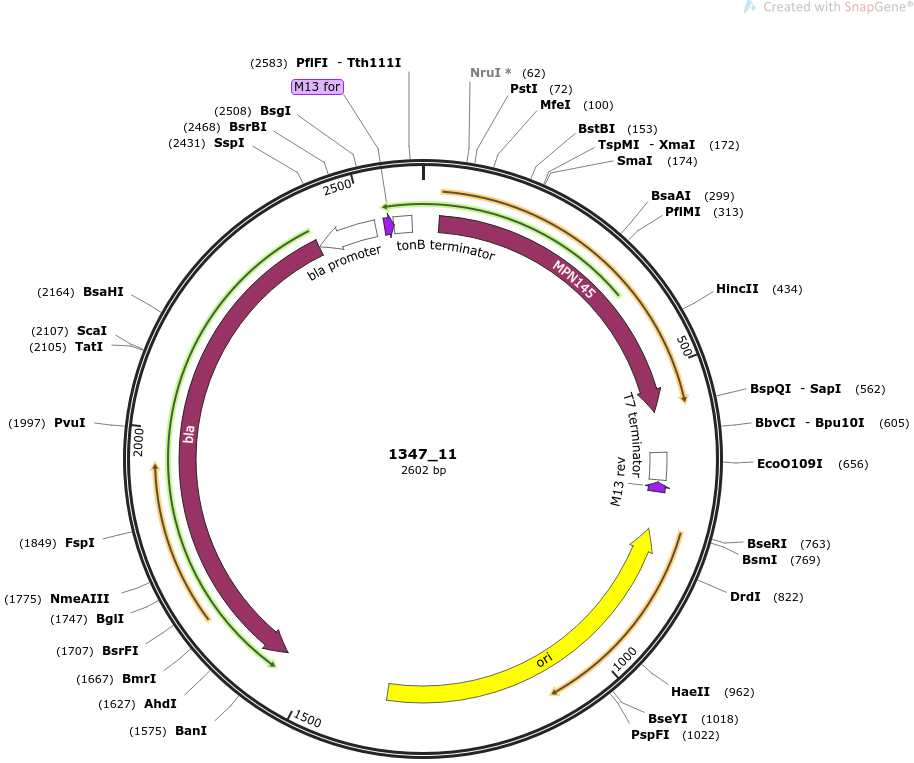 Created with SnapGene®
(2583) PflFI - Tth111I
M13 for
(2508) BsgI
(2468) BsrBI
(2431) SspI
NruI * (62)
PstI (72)
MfeI (100)
BstBI (153)
TspMI - XmaI (172)
SmaI (174)
BsaAI (299)
PflMI (313)
HincII (434)
BspQI - SapI (562)
BbvCI - Bpu10I (605)
EcoO109I (656)
BseRI (763)
BsmI (769)
DrdI (822)
HaeII (962)
BseYI (1018)
PspFI (1022)
(2164) BsaHI
(2107) ScaI
(2105) TatI
(1997) PvuI
(1849) FspI
(1775) NmeAIII
(1747) BglI
(1707) BsrFI
(1667) BmrI
(1627) AhdI
(1575) BanI
2500
500
1000
1500
2000
bla promoter
tonB terminator
MPN145
T7 terminator
M13 rev
ori
bla
1347_11
2602 bp